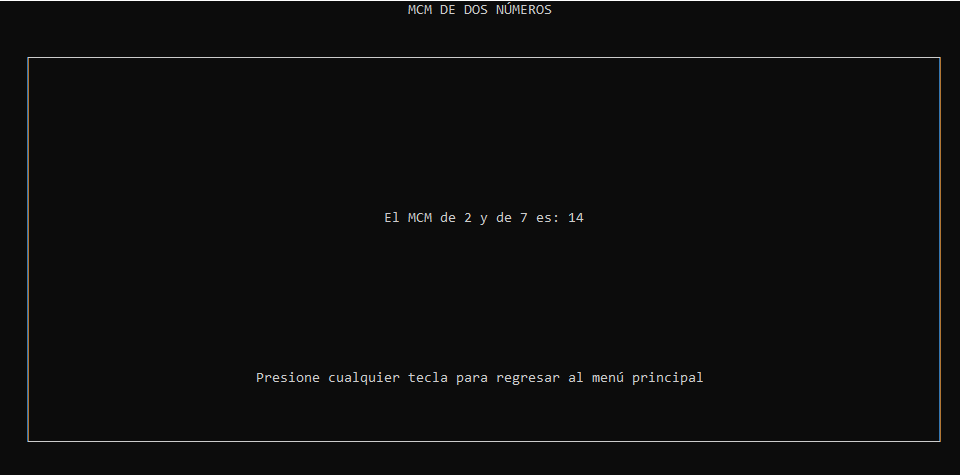 MCM DE DOS NÚMEROS
El MCM de 2 y de 7 es: 14
Presione cualquier tecla para regresar al menú principal